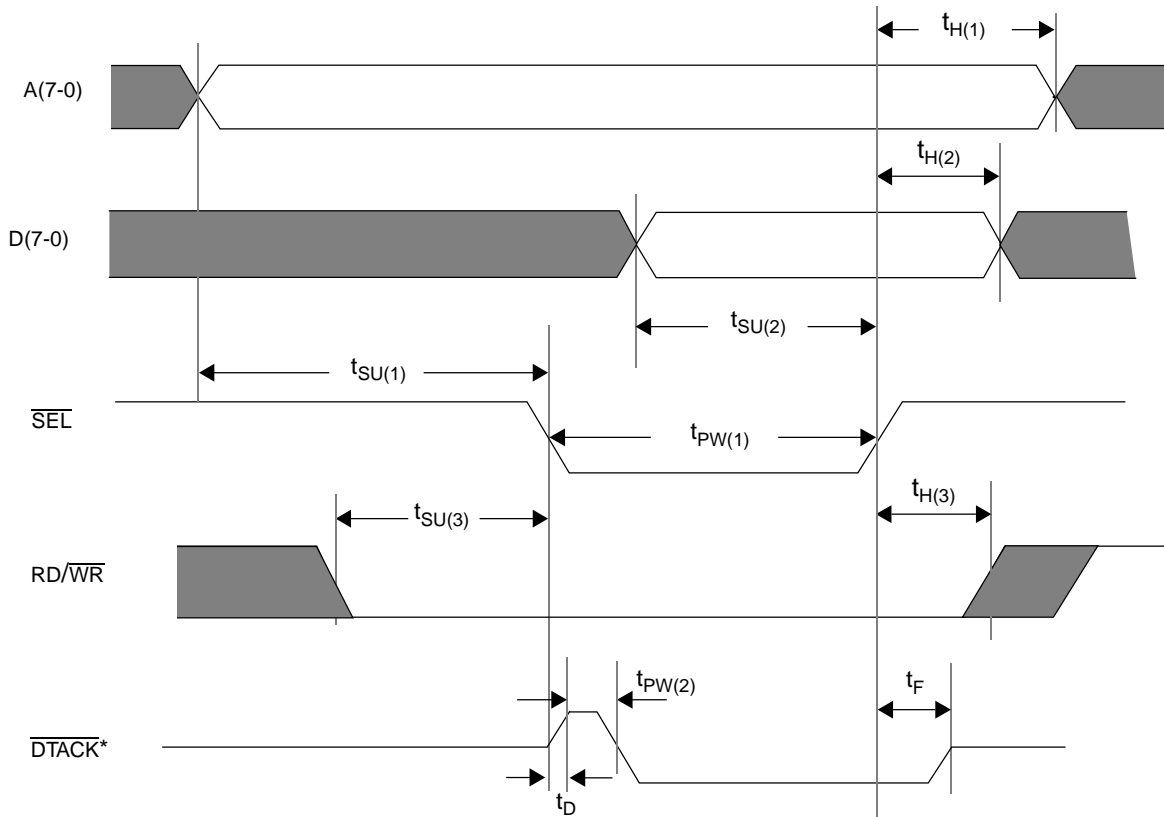 tH(1)
A(7-0)
tH(2)
D(7-0)
tSU(2)
tSU(1)
SEL
tPW(1)
tH(3)
tSU(3)
RD/WR
tPW(2)
tF
DTACK*
tD